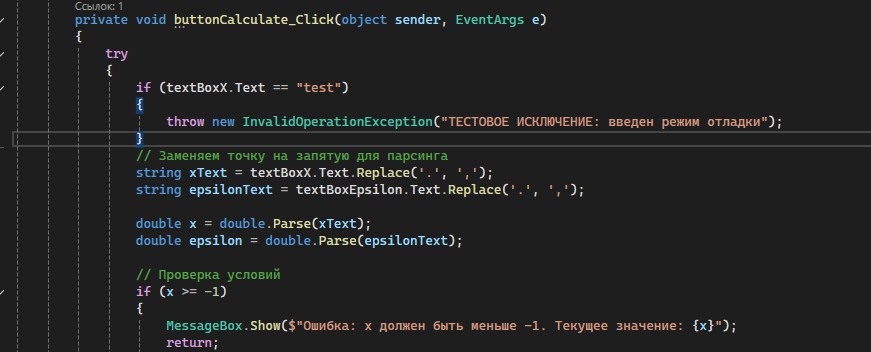 Ссылок: 1
private void buttonCalculate_Click(object sender, EventArgs e)
{
try
{
if (textBoxX.Text == "test")
{
throw new InvalidOperationException("ТЕСТОВОЕ ИСКЛЮЧЕНИЕ: введен режим отладки");
}
// Заменяем точку на запятую для парсинга
string xText = textBoxX.Text.Replace('.', ',');
string epsilonText = textBoxEpsilon.Text.Replace('.', ',');
double x = double.Parse(xText);
double epsilon = double.Parse(epsilonText);
// Проверка условий
if (x >= -1)
{
MessageBox.Show($"Ошибка: x должен быть меньше -1. Текущее значение: {x}");
return;